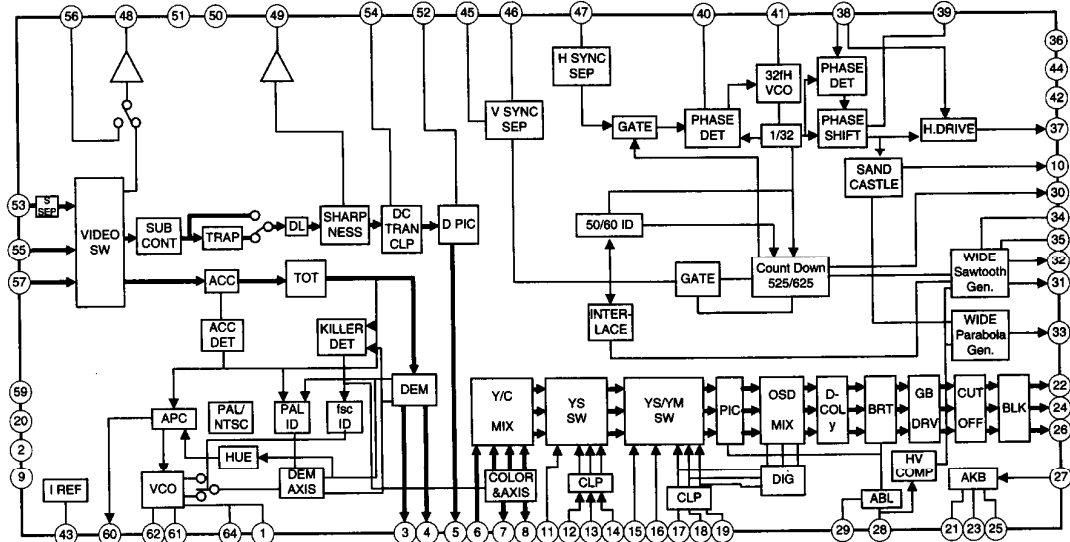 56 48 51 50 49 54 52 45 46 47 40 41 38 39
36
44
42
37
10
30
34
35
32
31
33
22
24
26
27
53
55
57
59
20
2
9
H SYNC
SEP
V SYNC
SEP
GATE
PHASE
DET
32fH
VCO
1/32
PHASE
DET
PHASE
SHIFT
H.DRIVE
SAND
CASTLE
S
SEP
VIDEO
SW
SUB
CONT
TRAP
DL
SHARP
NESS
DC
TRAN
CLP
D PIC
50/60 ID
GATE
Count Down
525/625
WIDE
Sawtooth
Gen.
INTER-
LACE
WIDE
Parabola
Gen.
ACC
TOT
ACC
DET
KILLER
DET
DEM
APC
PAL/
NTSC
PAL
ID
fsc
ID
HUE
VCO
DEM
AXIS
I REF
Y/C
MIX
YS
SW
YS/YM
SW
PIC
OSD
MIX
D-
COL
y
BRT
GB
DRV
CUT
OFF
BLK
COLOR
&AXIS
CLP
CLP
DIG
HV
COMP
ABL
AKB
43 60 62 61 64 1 3 4 5 6 7 8 11 12 13 14 15 16 17 18 19 29 28 21 23 25